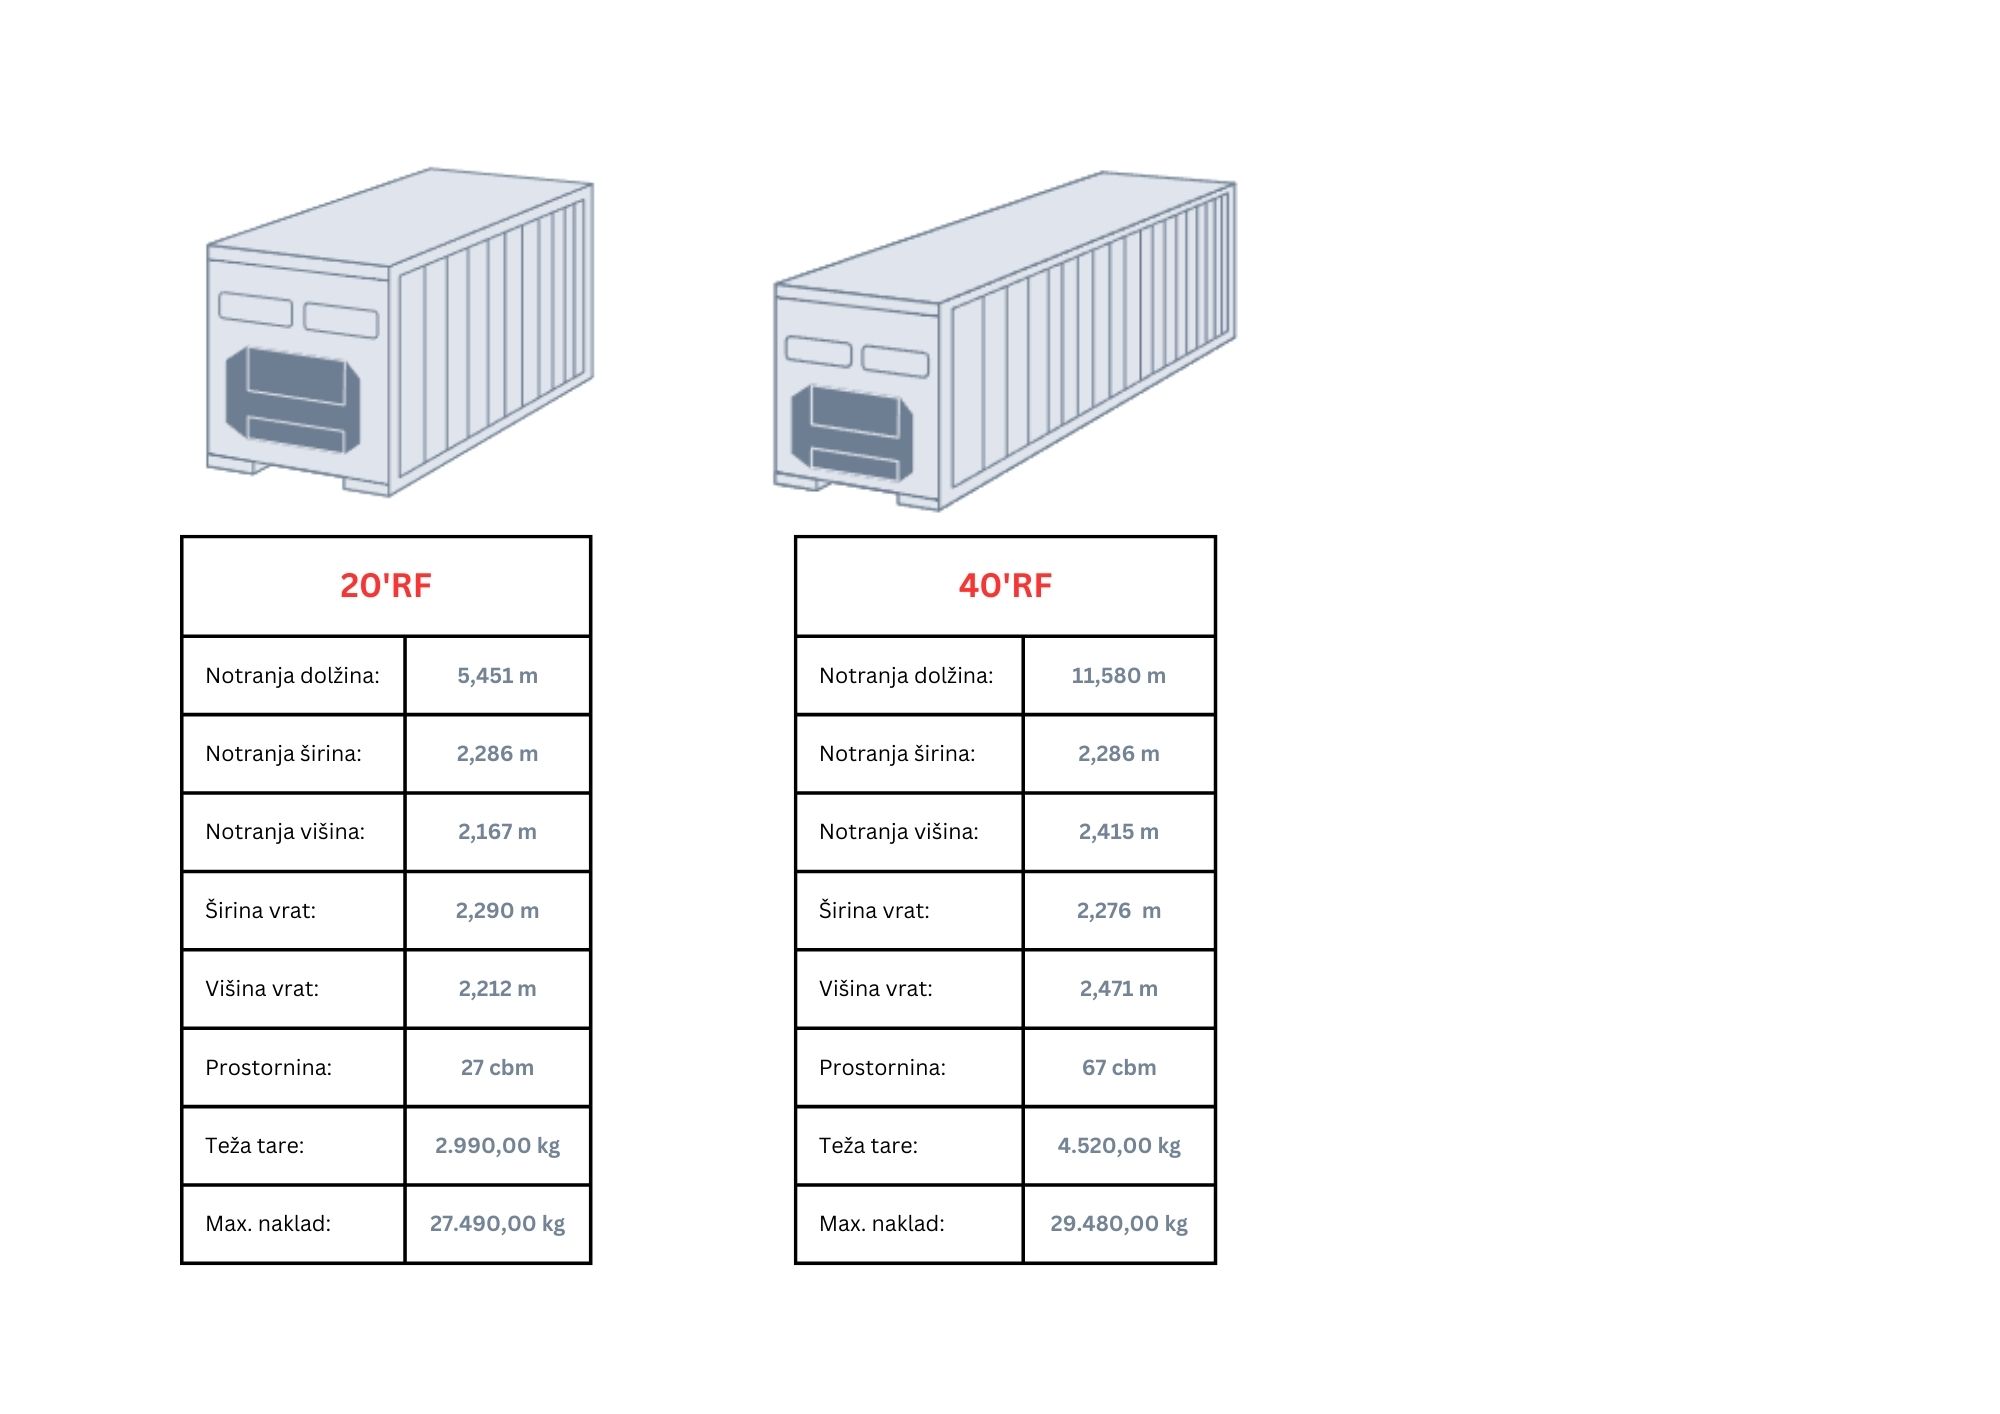 20'RF
Notranja dolžina: 5,451 m
Notranja širina: 2,286 m
Notranja višina: 2,167 m
Širina vrat: 2,290 m
Višina vrat: 2,212 m
Prostornina: 27 cbm
Teža tare: 2.990,00 kg
Max. naklad: 27.490,00 kg
40'RF
Notranja dolžina: 11,580 m
Notranja širina: 2,286 m
Notranja višina: 2,415 m
Širina vrat: 2,276 m
Višina vrat: 2,471 m
Prostornina: 67 cbm
Teža tare: 4.520,00 kg
Max. naklad: 29.480,00 kg